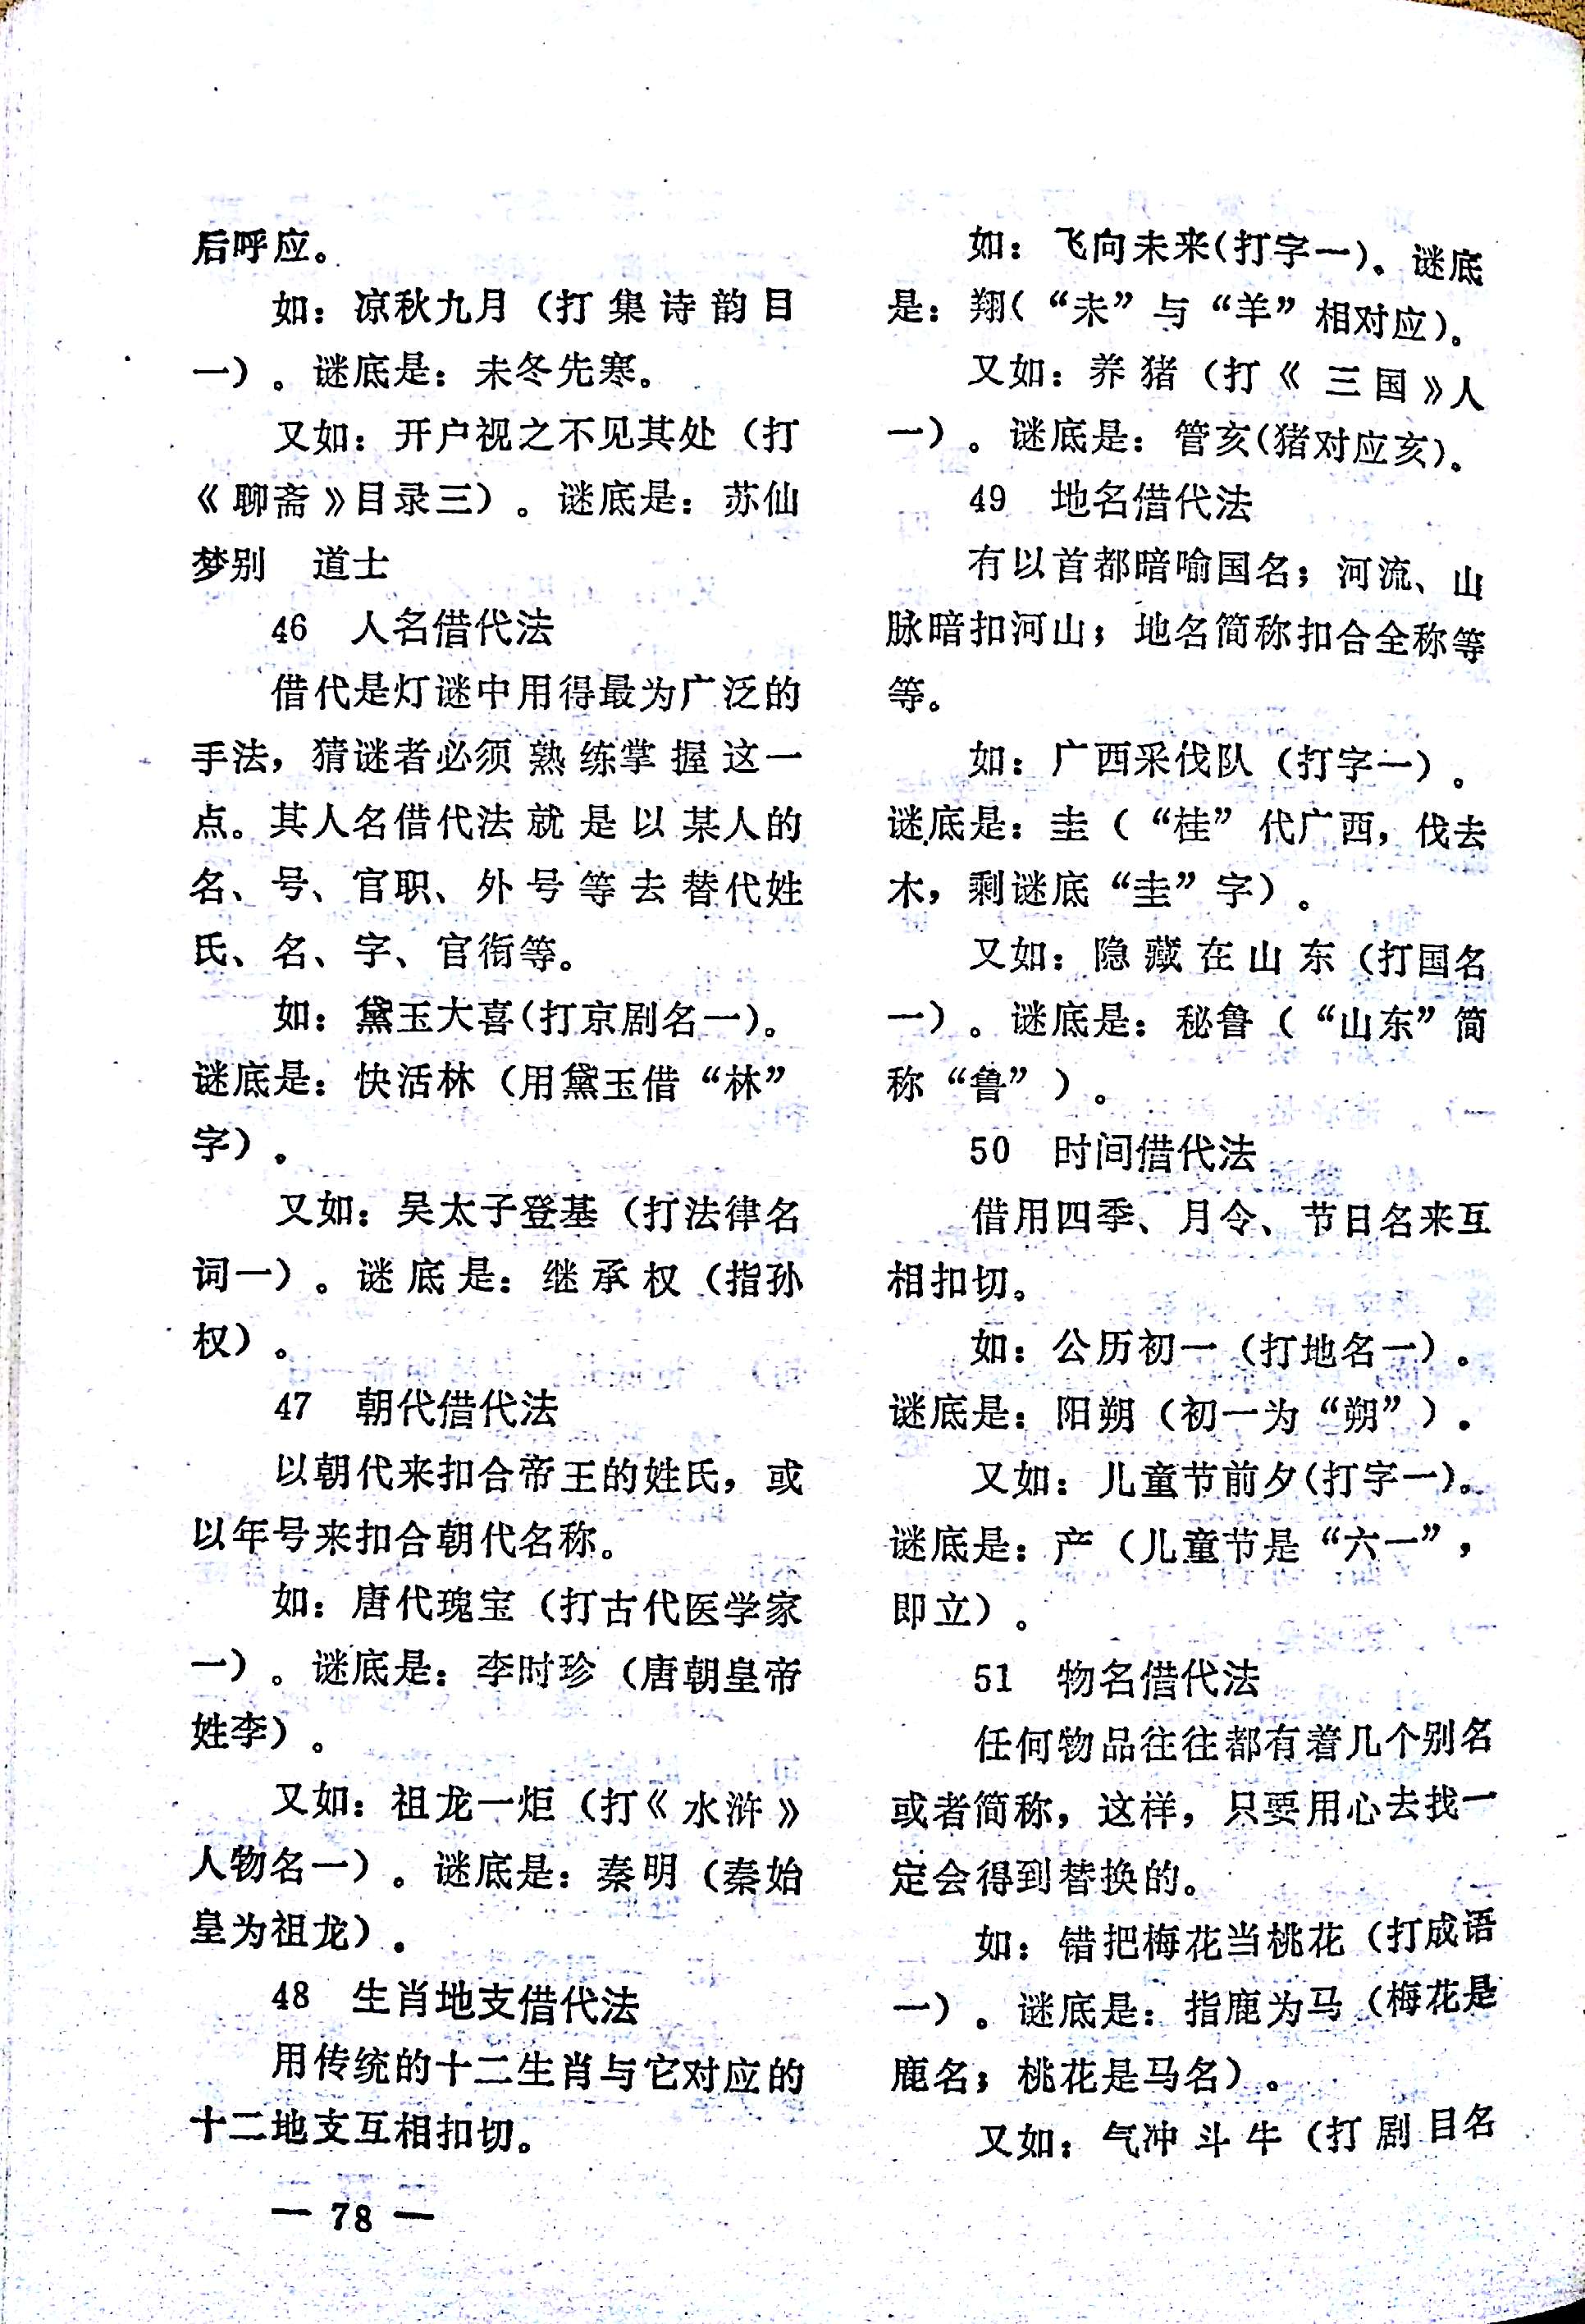 后呼应。
如：凉秋九月（打集诗韵目
一）。谜底是：未冬先寒。
又如：开户视之不见其处（打
《聊斋》目录三）。谜底是：苏仙
梦别　道士
46　人名借代法
借代是灯谜中用得最为广泛的
手法，猜谜者必须熟练掌握这一
点。其人名借代法就是以某人的
名、号、官职、外号等去替代姓
氏、名、字、官衔等。
如：黛玉大喜（打京剧名一）。
谜底是：快活林（用黛玉借“林”
字）。
又如：吴太子登基（打法律名
词一）。谜底是：继承权（指孙
权）。
47　朝代借代法
以朝代来扣合帝王的姓氏，或
以年号来扣合朝代名称。
如：唐代瑰宝（打古代医学家
一）。谜底是：李时珍（唐朝皇帝
姓李）。
又如：祖龙一炬（打《水浒》
人物名一）。谜底是：秦明（秦始
皇为祖龙）。
48　生肖地支借代法
用传统的十二生肖与它对应的
十二地支互相扣切。
— 78 —
如：飞向未来（打字一）。谜底
是：翔（“未”与“羊”相对应）。
又如：养猪（打《三国》人
一）。谜底是：管亥（猪对应亥）。
49　地名借代法
有以首都暗喻国名；河流、山
脉暗扣河山；地名简称扣合全称等
等。
如：广西采伐队（打字一）。
谜底是：圭（“桂”代广西，伐去
木，剩谜底“圭”字）。
又如：隐藏在山东（打国名
一）。谜底是：秘鲁（“山东”简
称“鲁”）。
50　时间借代法
借用四季、月令、节日名来互
相扣切。
如：公历初一（打地名一）。
谜底是：阳朔（初一为“朔”）。
又如：儿童节前夕（打字一）。
谜底是：产（儿童节是“六一”，
即立）。
51　物名借代法
任何物品往往都有着几个别名
或者简称，这样，只要用心去找一
定会得到替换的。
如：错把梅花当桃花（打成语
一）。谜底是：指鹿为马（梅花是
鹿名；桃花是马名）。
又如：气冲斗牛（打剧目名